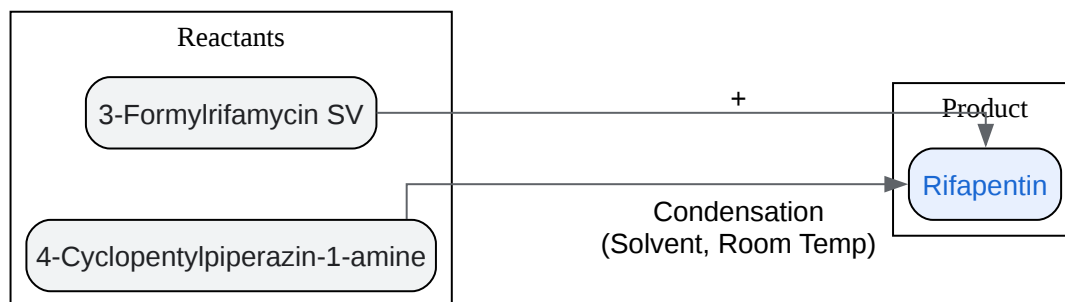 Reactants
3-Formylrifamycin SV
4-Cyclopentylpiperazin-1-amine
+
Condensation
(Solvent, Room Temp)
Product
Rifapentin